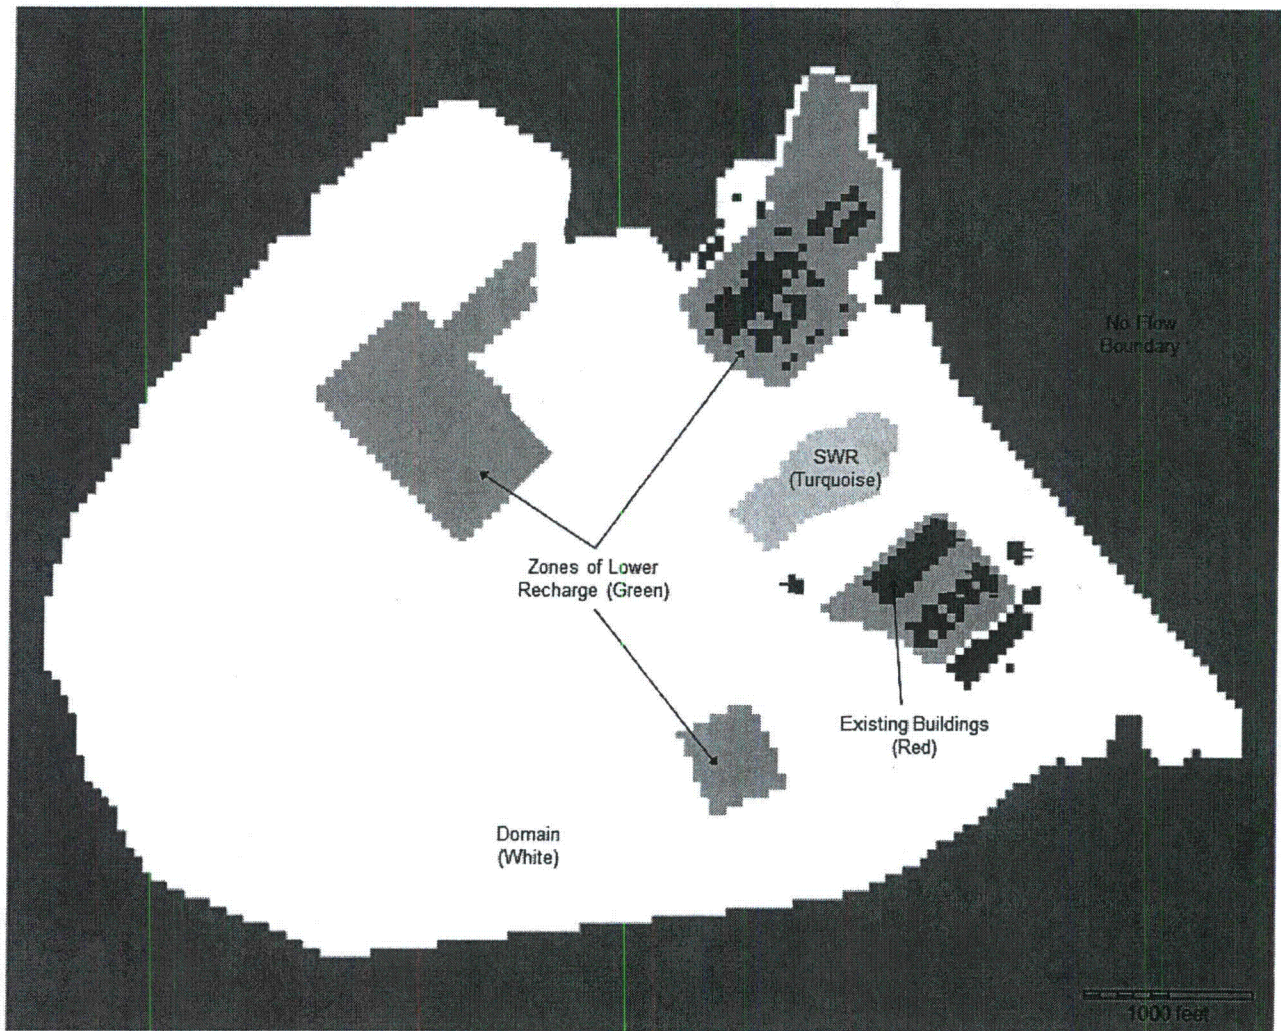 No Flow
Boundary
SWR
(Turquoise)
Zones of Lower
Recharge (Green)
Existing Buildings
(Red)
Domain
(White)
1000 feet